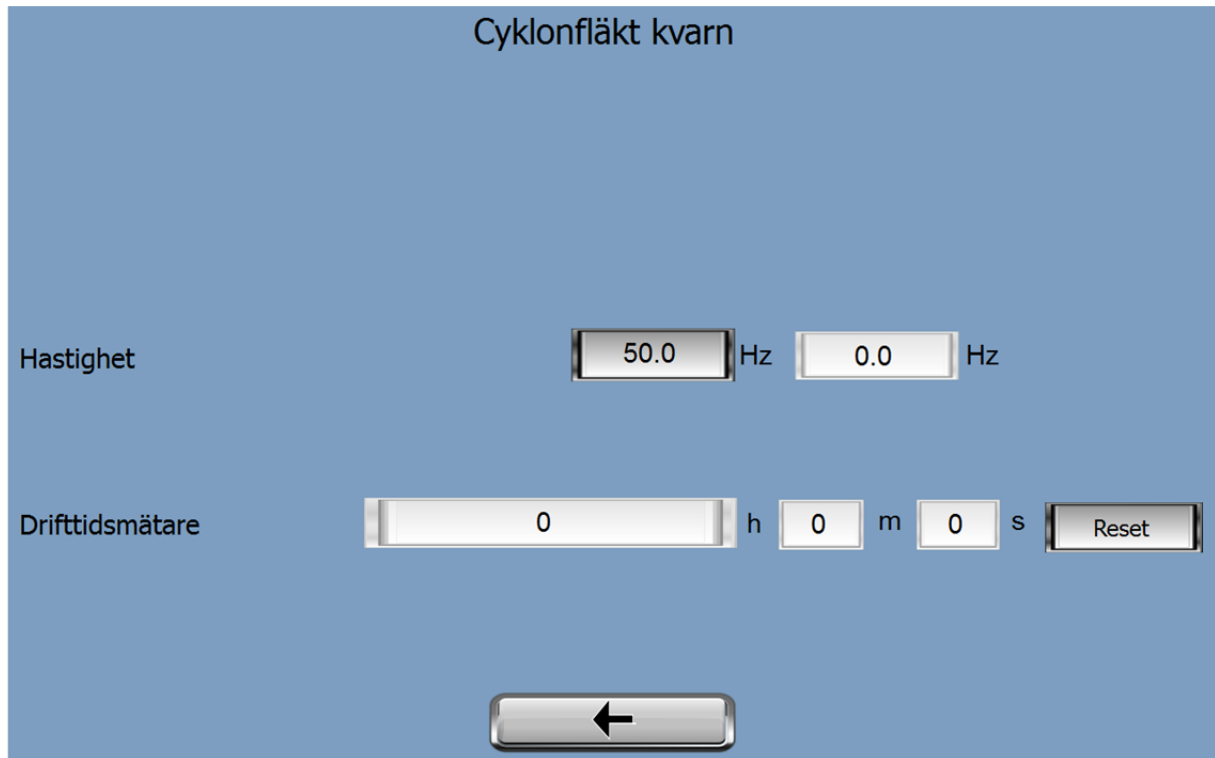 Cyklonfläkt kvarn
Hastighet 50.0 Hz 0.0 Hz
Drifttidsmätare 0 h 0 m 0 s Reset